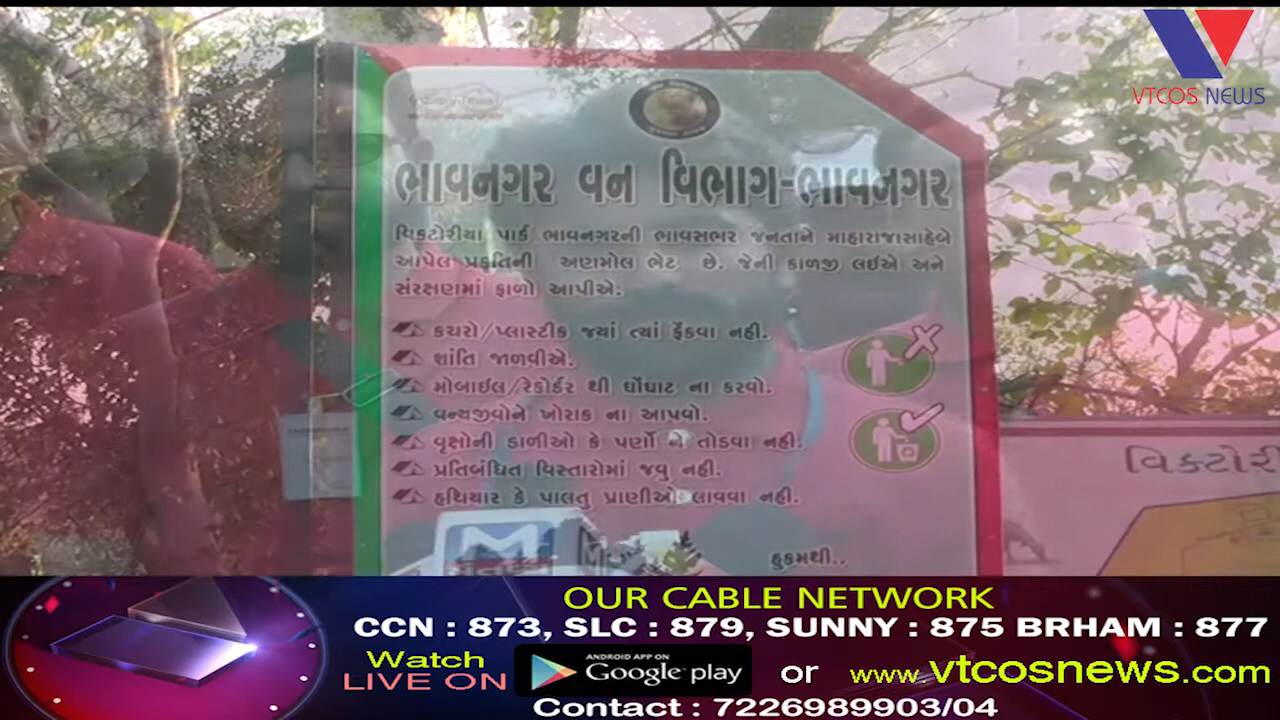 VTCOS NEWS
ભાવનગર વન વિભાગ-ભાવનગર
વિક્ટોરીયા પાર્ક ભાવનગરની ભાવસભર જનતાને માહારાજાસાહેબે
આપેલ પ્રકૃતિની અણમોલ ભેટ છે. જેની કાળજી લઇએ અને
સંરક્ષણમાં ફાળો આપીએ.
કચરો/પ્લાસ્ટીક જ્યાં ત્યાં ફેંકવા નહી.
શાંતિ જાળવીએ.
મોબાઈલ/રેકોર્ડર થી ઘોંઘાટ ના કરવો.
વન્યજીવોને ખોરાક ના આપવો.
વૃક્ષોની ડાળીઓ કે પર્ણો ને તોડવા નહી.
પ્રતિબંધિત વિસ્તારોમાં જવુ નહી.
હથિયાર કે પાલતુ પ્રાણીઓ લાવવા નહી.
હુકમથી..
વિક્ટોરી
OUR CABLE NETWORK
CCN : 873, SLC : 879, SUNNY : 875 BRHAM : 877
Watch
LIVE ON
ANDROID APP ON
Google play
or www.vtcosnews.com
Contact : 7226989903/04